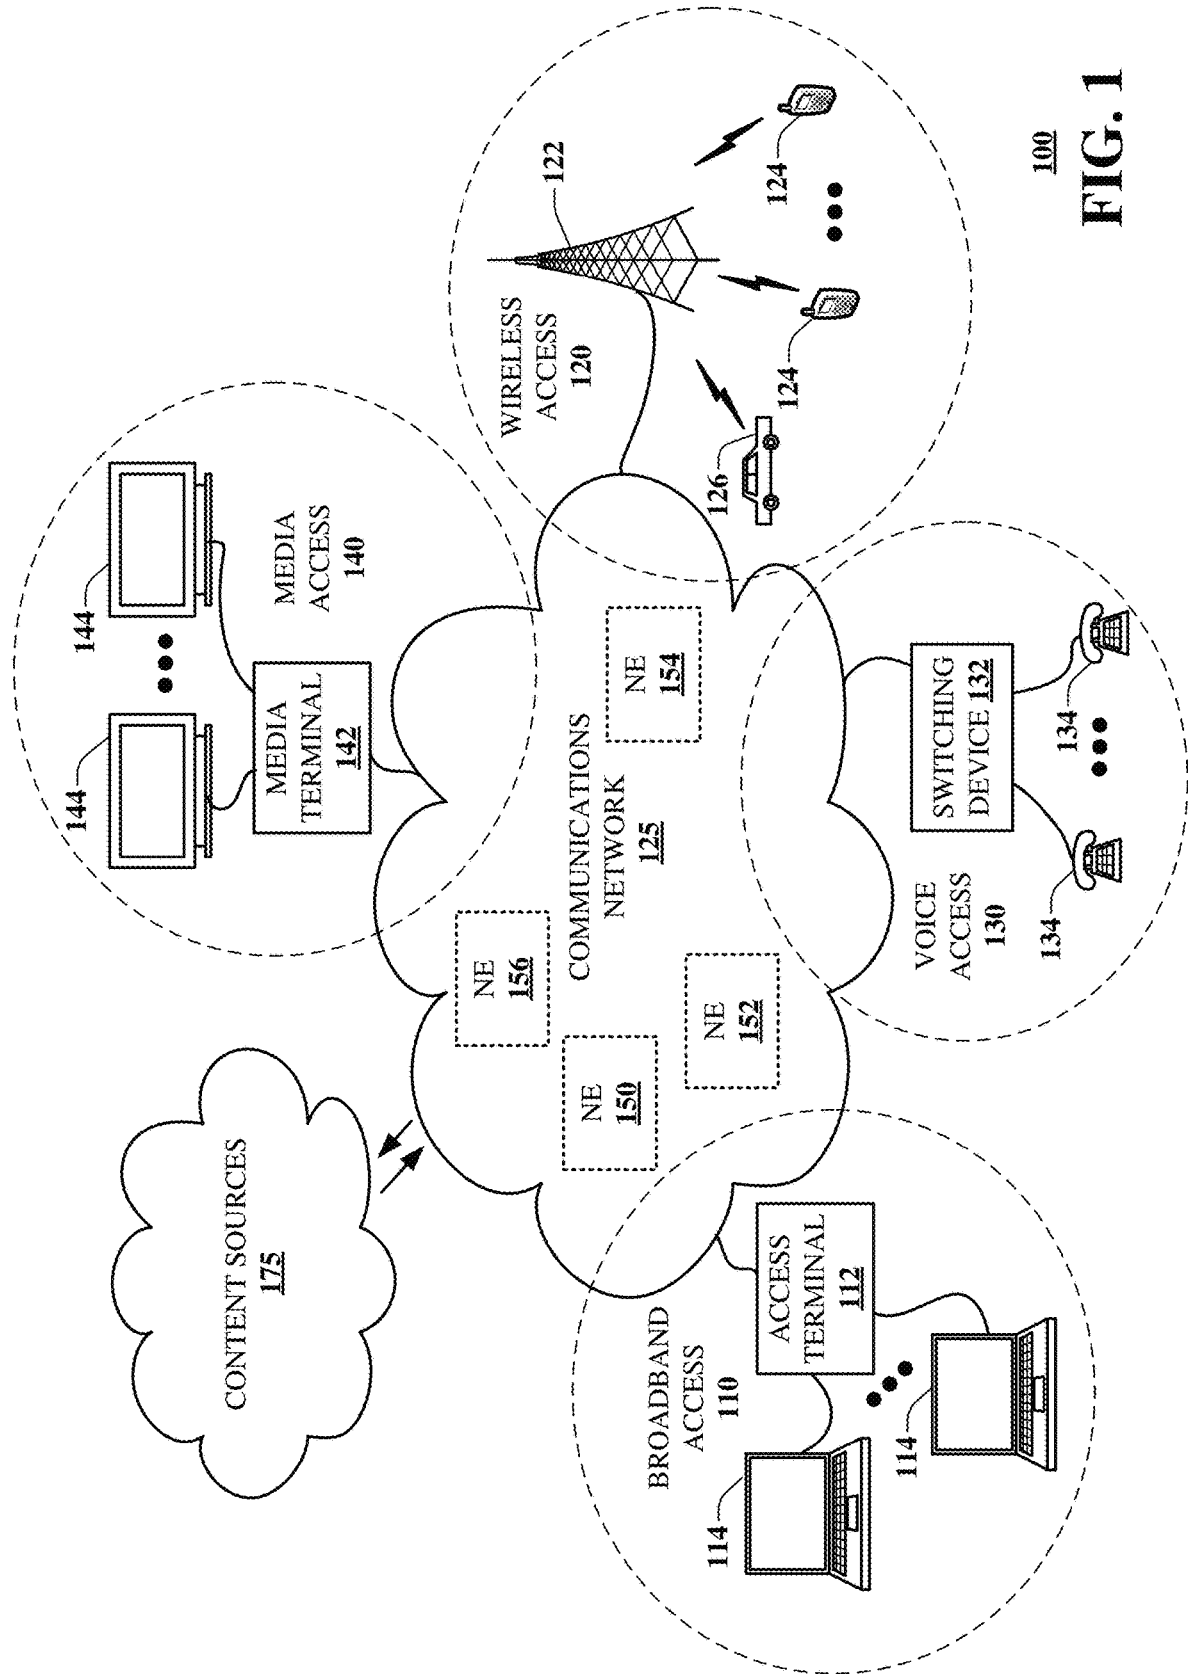 CONTENT SOURCES
175
144
144
MEDIA
TERMINAL
142
MEDIA
ACCESS
140
NE
156
NE
150
NE
152
NE
154
COMMUNICATIONS
NETWORK
125
WIRELESS
ACCESS
120
122
124
124
126
BROADBAND
ACCESS
110
ACCESS
TERMINAL
112
114
114
VOICE
ACCESS
130
SWITCHING
DEVICE 132
134
134
100
FIG. 1